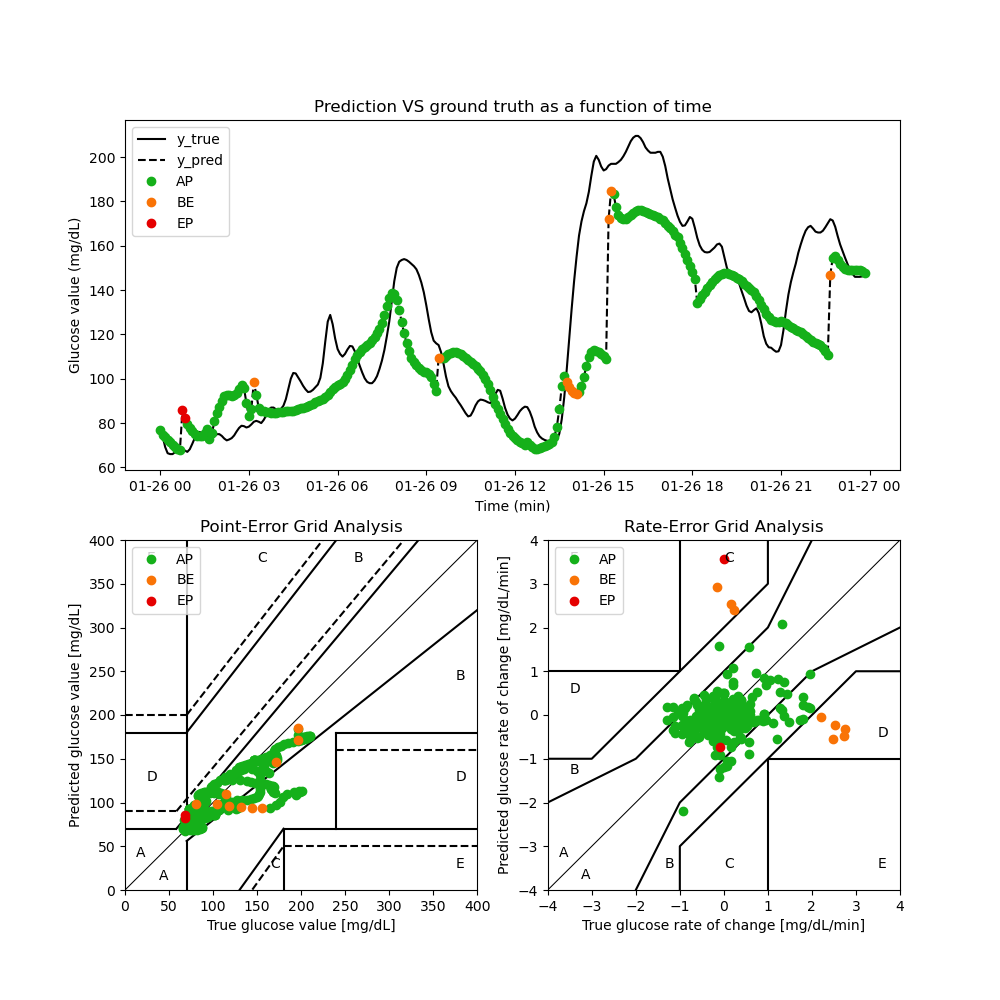 Prediction VS ground truth as a function of time
y_true
y_pred
AP
BE
EP
200
180
160
140
120
100
80
60
Glucose value (mg/dL)
01-26 00 01-26 03 01-26 06 01-26 09 01-26 12 01-26 15 01-26 18 01-26 21 01-27 00
Time (min)
Point-Error Grid Analysis
AP
BE
EP
C
B
B
D
D
A
A
C
E
400
350
300
250
200
150
100
50
0
Predicted glucose value [mg/dL]
0 50 100 150 200 250 300 350 400
True glucose value [mg/dL]
Rate-Error Grid Analysis
AP
BE
EP
C
D
D
B
A
A
B
C
E
4
3
2
1
0
−1
−2
−3
−4
Predicted glucose rate of change [mg/dL/min]
−4 −3 −2 −1 0 1 2 3 4
True glucose rate of change [mg/dL/min]